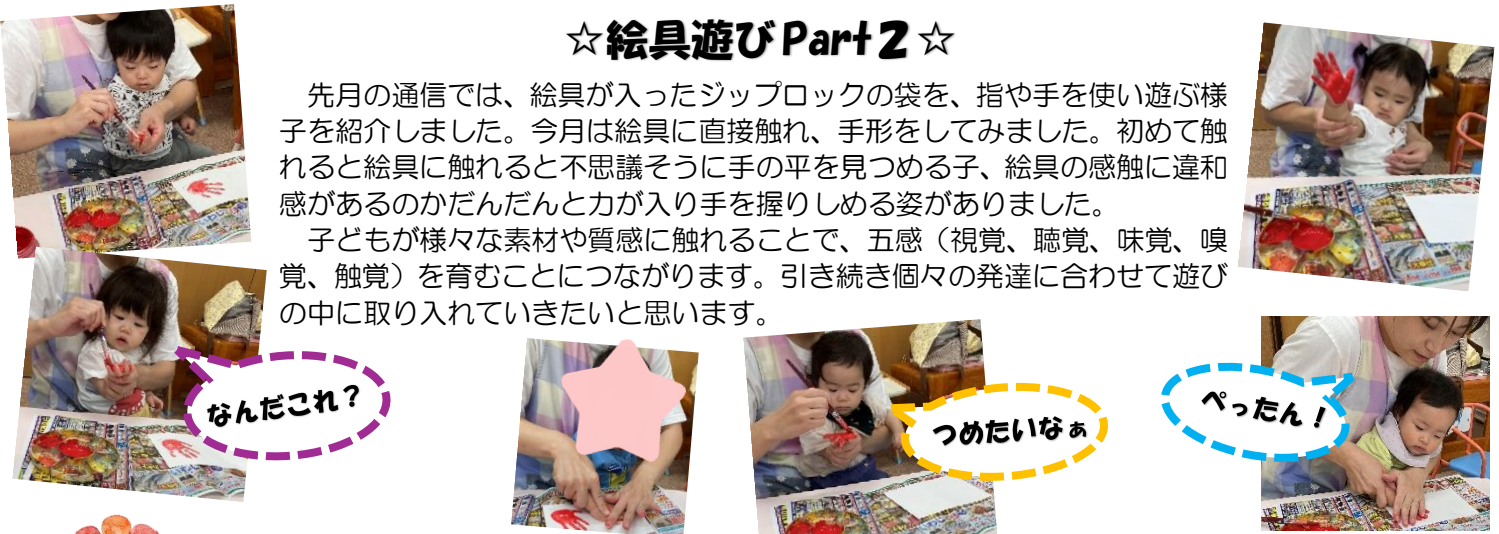 ☆絵具遊びPart2☆
先月の通信では、絵具が入ったジップロックの袋を、指や手を使い遊ぶ様
子を紹介しました。今月は絵具に直接触れ、手形をしてみました。初めて触
れると絵具に触れると不思議そうに手の平を見つめる子、絵具の感触に違和
感があるのかだんだんと力が入り手を握りしめる姿がありました。
子どもが様々な素材や質感に触れることで、五感（視覚、聴覚、味覚、嗅
覚、触覚）を育むことにつながります。引き続き個々の発達に合わせて遊び
の中に取り入れていきたいと思います。
なんだこれ？
つめたいなぁ
ぺったん！